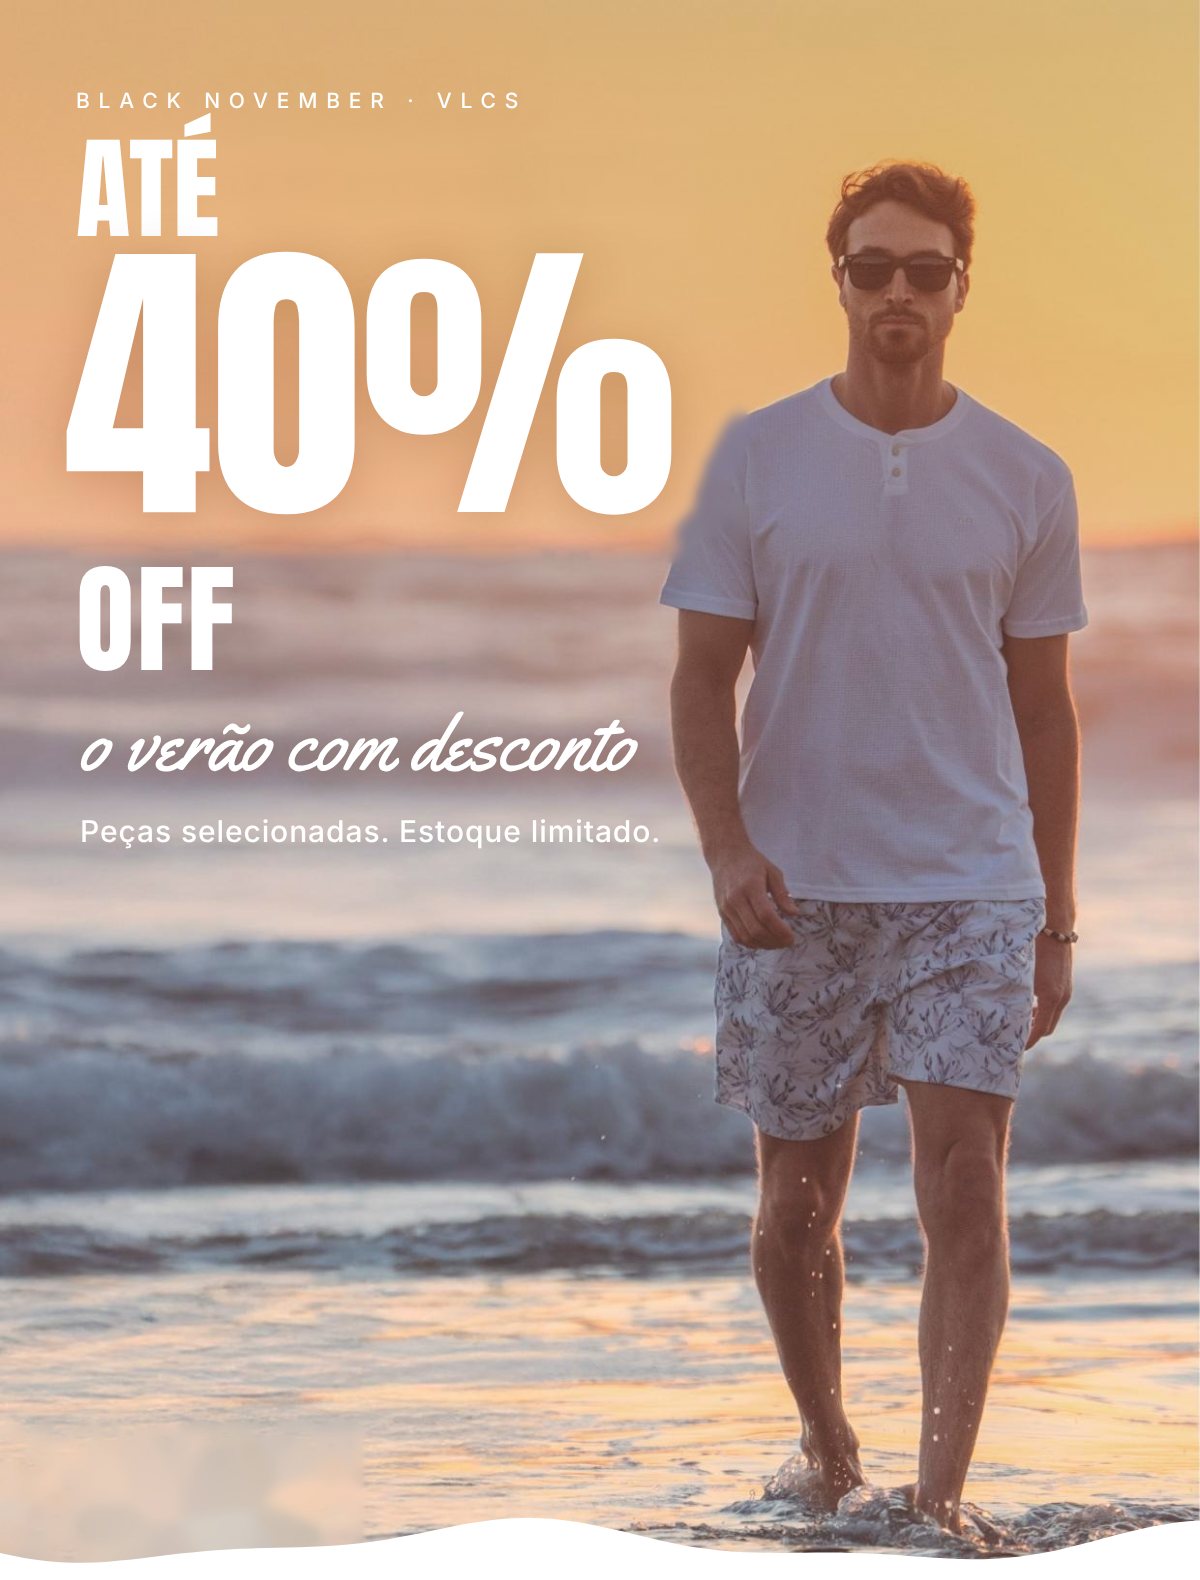 BLACK NOVEMBER · VLCS
ATÉ
40%
OFF
o verão com desconto
Peças selecionadas. Estoque limitado.